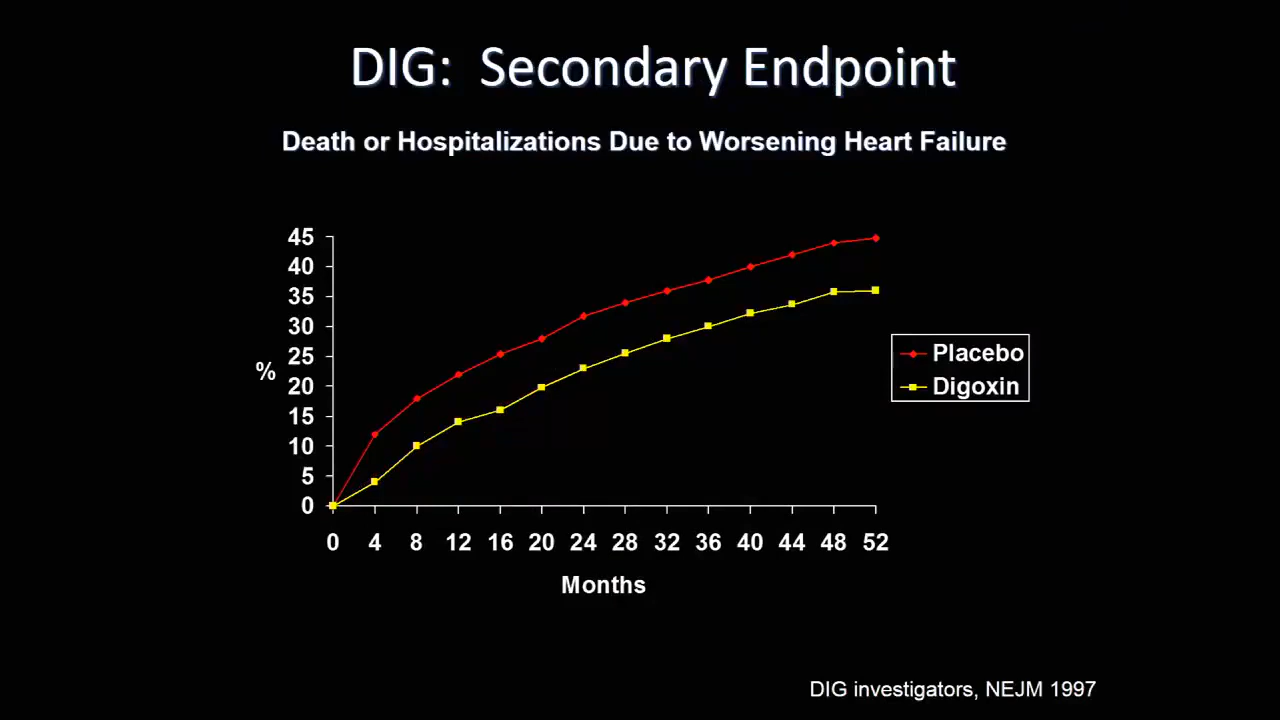 DIG: Secondary Endpoint
Death or Hospitalizations Due to Worsening Heart Failure
45
40
35
30
25
20
15
10
5
0
%
Placebo
Digoxin
0 4 8 12 16 20 24 28 32 36 40 44 48 52
Months
DIG investigators, NEJM 1997